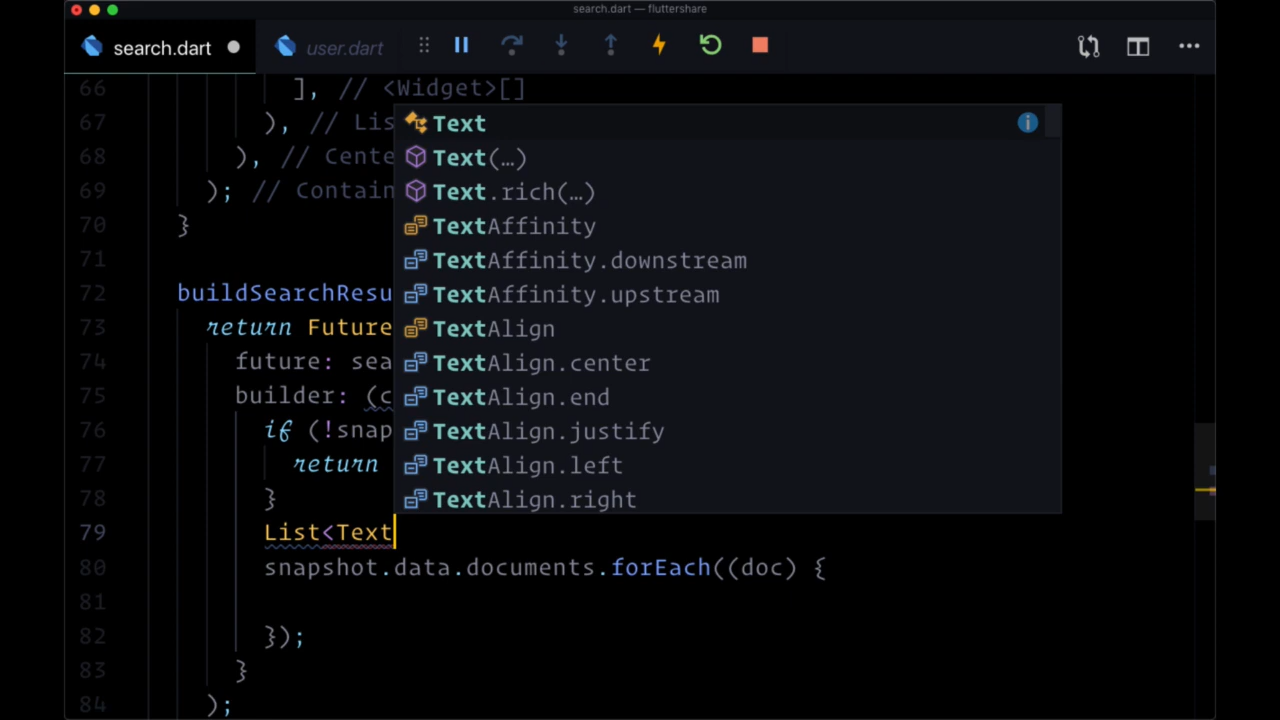 search.dart — fluttershare
search.dart user.dart
66 ], // <Widget>[]
67 ), // Lis
68 ), // Cente
69 ); // Contain
70 }
71
72 buildSearchResu
73 return Future
74 future: sea
75 builder: (c
76 if (!snap
77 return
78 }
79 List<Text
80 snapshot.data.documents.forEach((doc) {
81
82 });
83 }
84 );
Text
Text(…)
Text.rich(…)
TextAffinity
TextAffinity.downstream
TextAffinity.upstream
TextAlign
TextAlign.center
TextAlign.end
TextAlign.justify
TextAlign.left
TextAlign.right